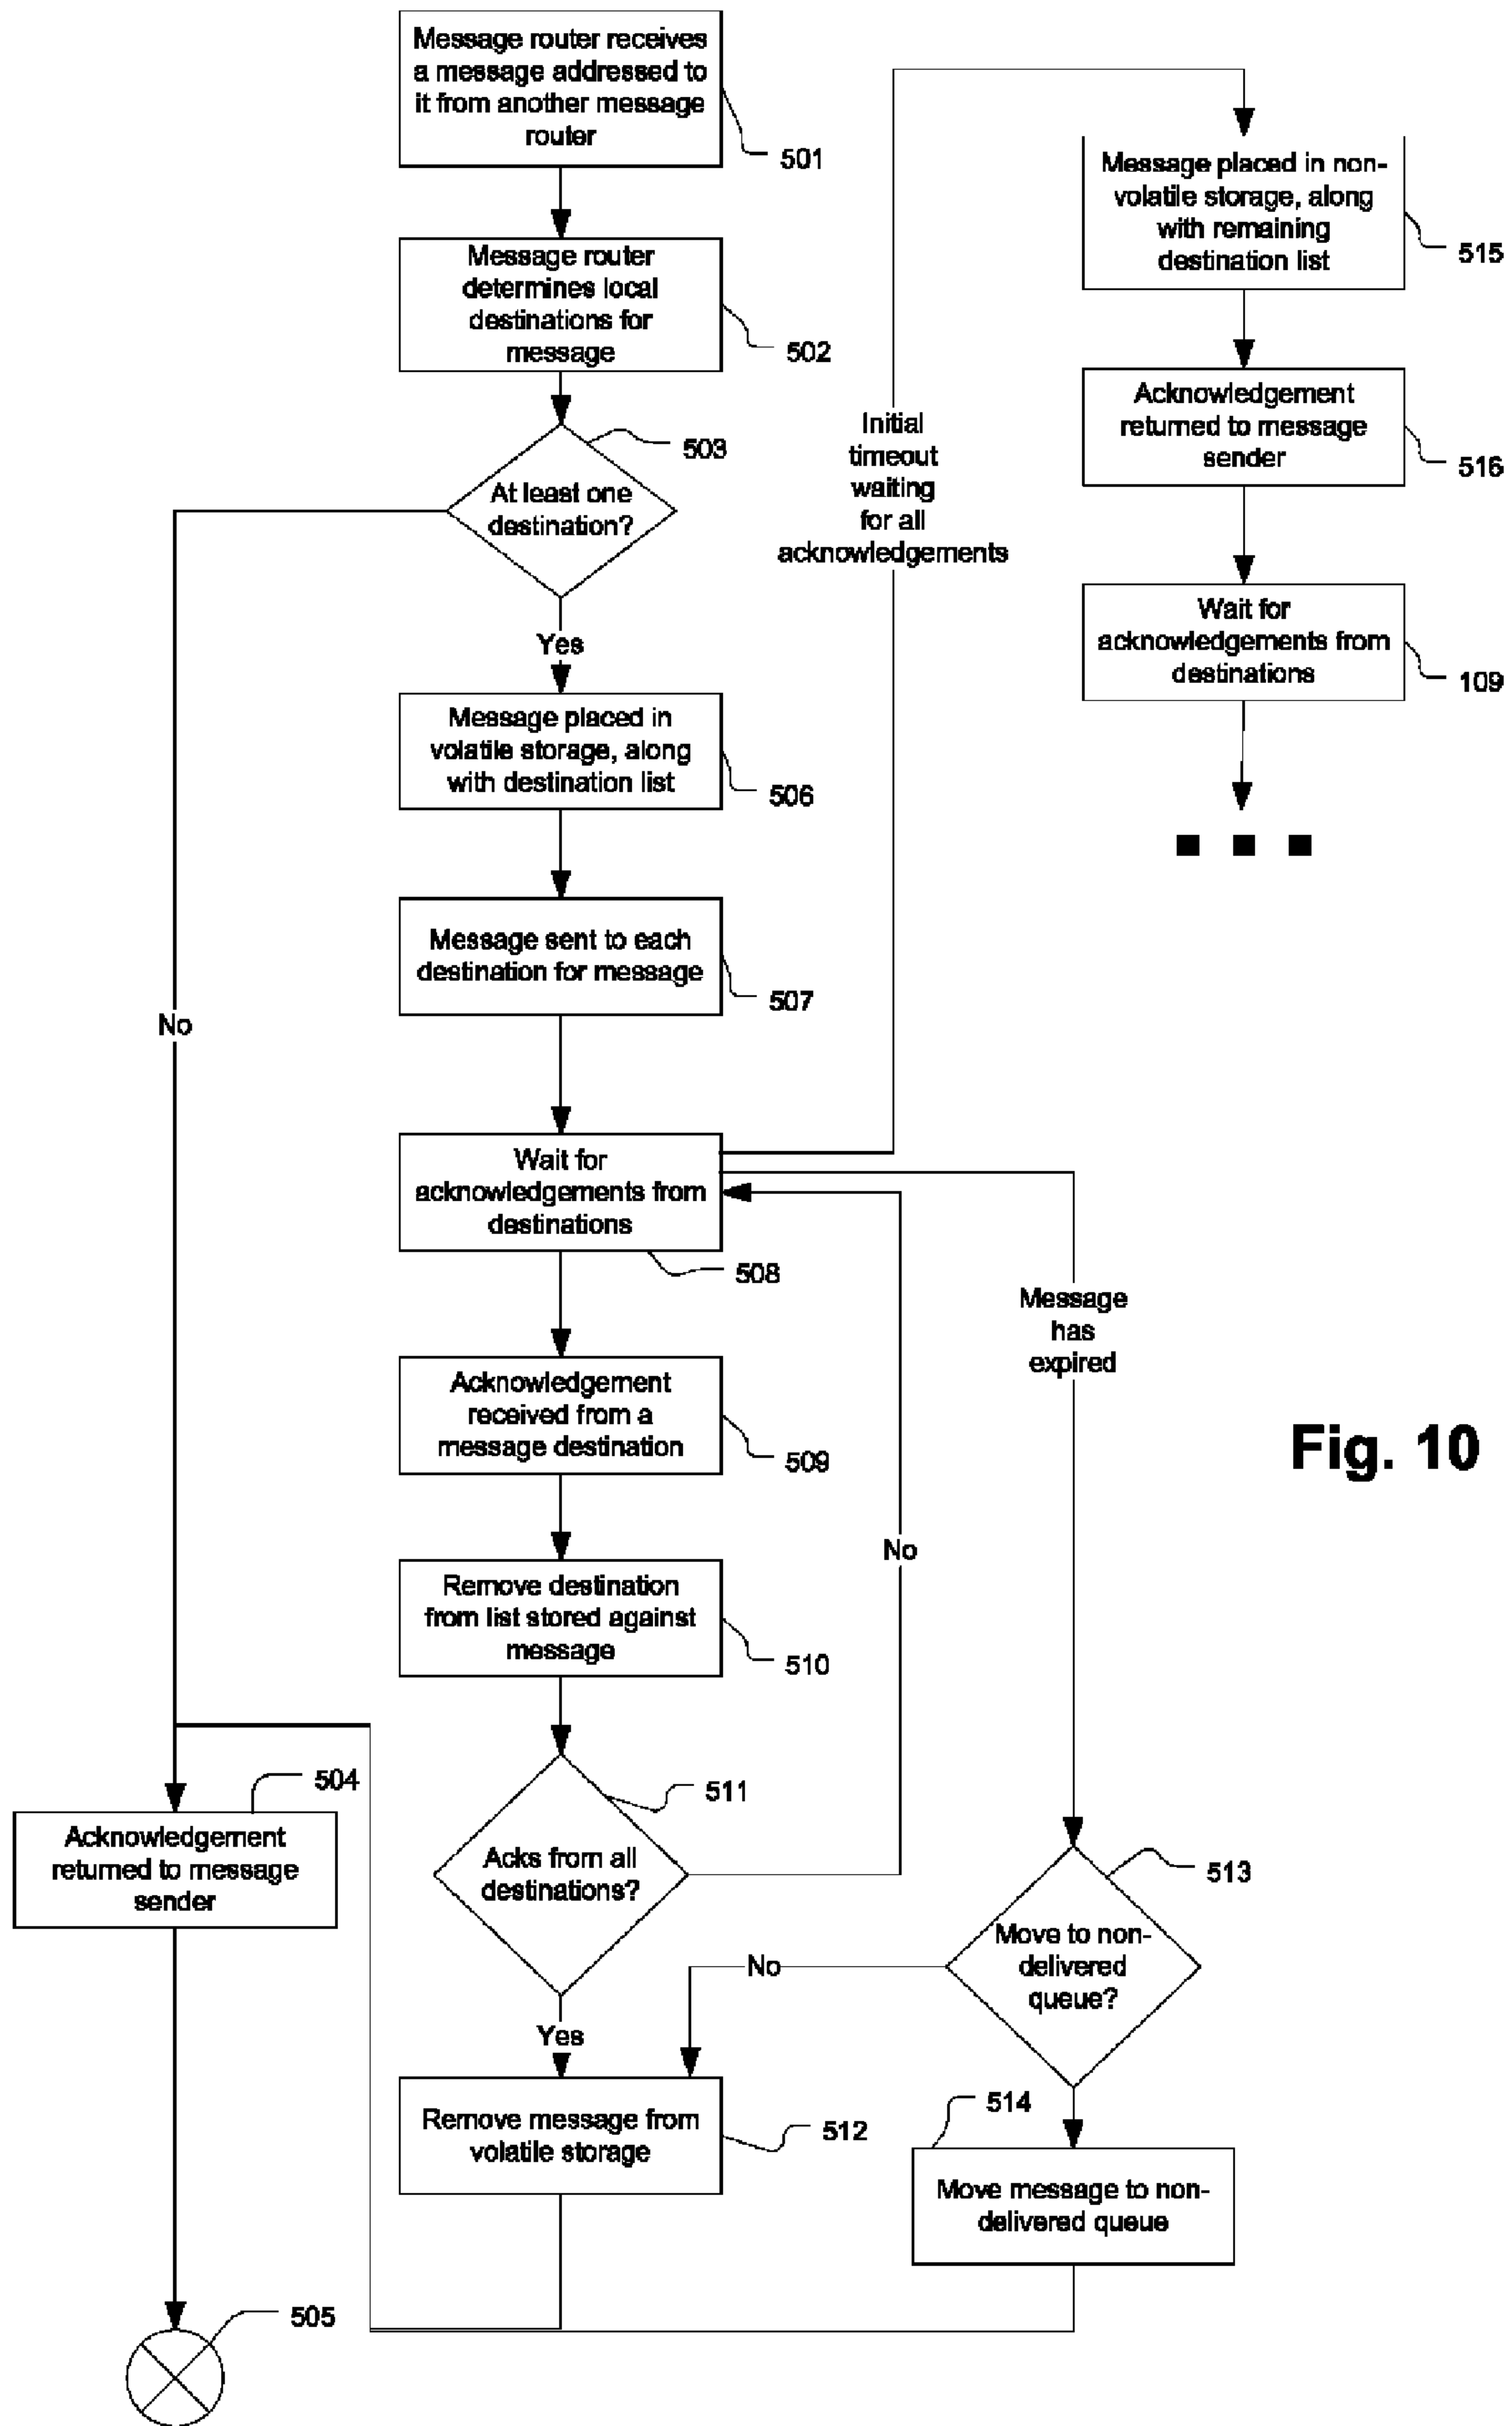 Message router receives
a message addressed to
it from another message
router
501
Message router
determines local
destinations for
message
502
503
At least one
destination?
Yes
Message placed in
volatile storage, along
with destination list
506
Message sent to each
destination for message
507
No
Wait for
acknowledgements from
destinations
508
Acknowledgement
received from a
message destination
509
Remove destination
from list stored against
message
510
No
511
Acks from all
destinations?
Yes
Remove message from
volatile storage
512
504
Acknowledgement
returned to message
sender
505
Initial
timeout
waiting
for all
acknowledgements
Message placed in non-
volatile storage, along
with remaining
destination list
515
Acknowledgement
returned to message
sender
516
Wait for
acknowledgements from
destinations
109
Message
has
expired
513
Move to non-
delivered
queue?
No
514
Move message to non-
delivered queue
Fig. 10